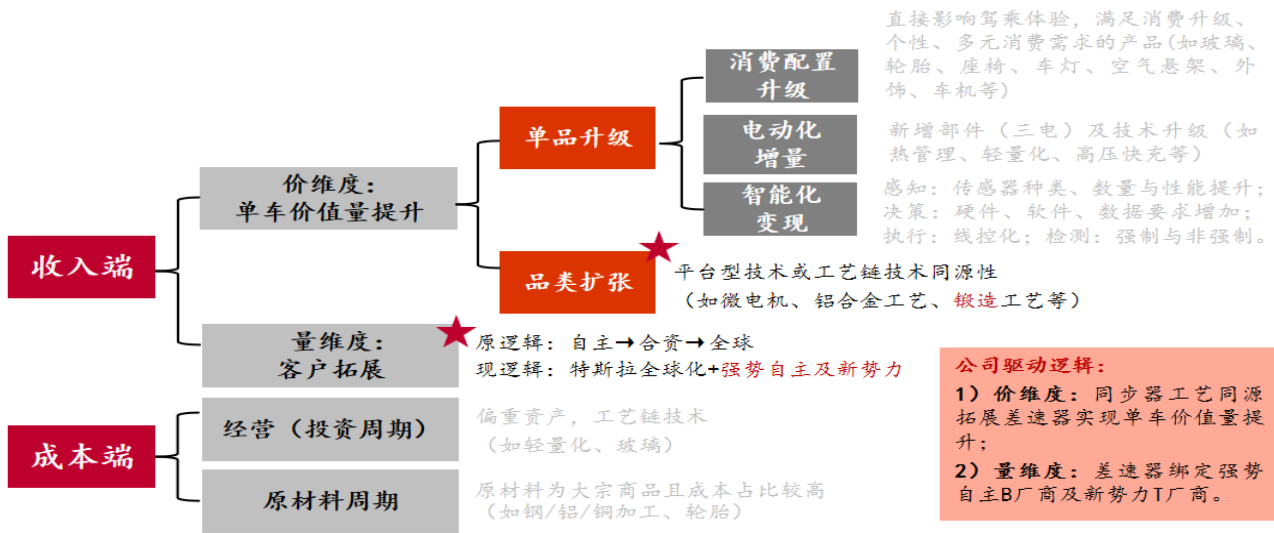 收入端
价维度：
单车价值量提升
单品升级
消费配置
升级
直接影响驾乘体验，满足消费升级、
个性、多元消费需求的产品(如玻璃、
轮胎、座椅、车灯、空气悬架、外
饰、车机等)
电动化
增量
新增部件（三电）及技术升级（如
热管理、轻量化、高压快充等）
智能化
变现
感知：传感器种类、数量与性能提升；
决策：硬件、软件、数据要求增加；
执行：线控化；检测：强制与非强制。
品类扩张
平台型技术或工艺链技术同源性
（如微电机、铝合金工艺、锻造工艺等）
量维度：
客户拓展
原逻辑：自主→合资→全球
现逻辑：特斯拉全球化+强势自主及新势力
成本端
经营（投资周期）
偏重资产，工艺链技术
（如轻量化、玻璃）
原材料周期
原材料为大宗商品且成本占比较高
（如钢/铝/铜加工、轮胎）
公司驱动逻辑：
1）价维度：同步器工艺同源
拓展差速器实现单车价值量提
升；
2）量维度：差速器绑定强势
自主B厂商及新势力T厂商。